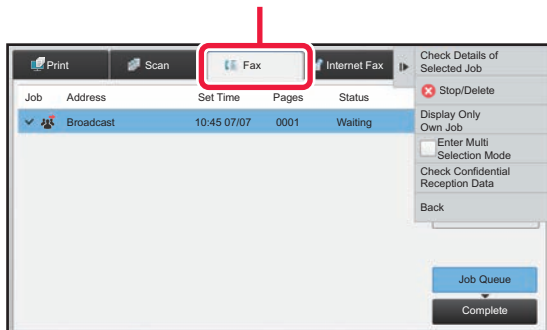 Print
Scan
Fax
Internet Fax
Job Address Set Time Pages Status
Broadcast 10:45 07/07 0001 Waiting
Check Details of
Selected Job
Stop/Delete
Display Only
Own Job
Enter Multi
Selection Mode
Check Confidential
Reception Data
Back
Job Queue
Complete